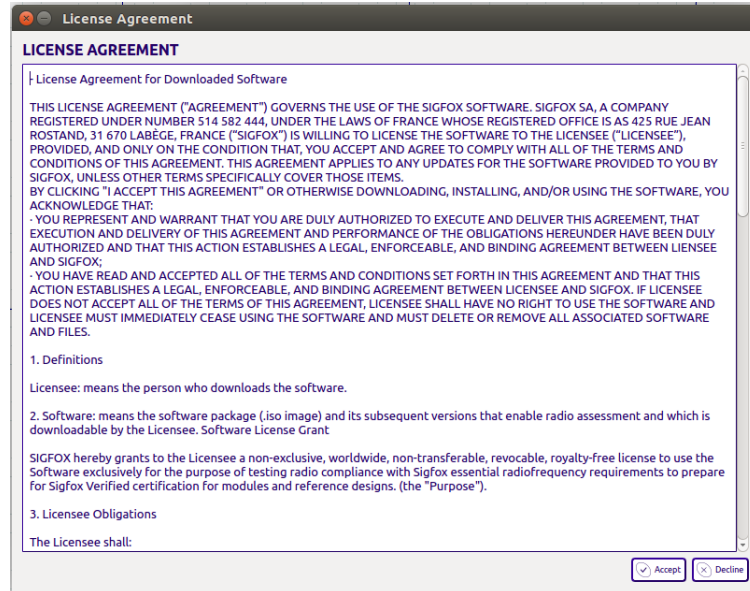 License Agreement
LICENSE AGREEMENT
- License Agreement for Downloaded Software
THIS LICENSE AGREEMENT ("AGREEMENT") GOVERNS THE USE OF THE SIGFOX SOFTWARE. SIGFOX SA, A COMPANY
REGISTERED UNDER NUMBER 514 582 444, UNDER THE LAWS OF FRANCE WHOSE REGISTERED OFFICE IS AS 425 RUE JEAN
ROSTAND, 31 670 LABÈGE, FRANCE (“SIGFOX”) IS WILLING TO LICENSE THE SOFTWARE TO THE LICENSEE (“LICENSEE”),
PROVIDED, AND ONLY ON THE CONDITION THAT, YOU ACCEPT AND AGREE TO COMPLY WITH ALL OF THE TERMS AND
CONDITIONS OF THIS AGREEMENT. THIS AGREEMENT APPLIES TO ANY UPDATES FOR THE SOFTWARE PROVIDED TO YOU BY
SIGFOX, UNLESS OTHER TERMS SPECIFICALLY COVER THOSE ITEMS.
BY CLICKING "I ACCEPT THIS AGREEMENT" OR OTHERWISE DOWNLOADING, INSTALLING, AND/OR USING THE SOFTWARE, YOU
ACKNOWLEDGE THAT:
· YOU REPRESENT AND WARRANT THAT YOU ARE DULY AUTHORIZED TO EXECUTE AND DELIVER THIS AGREEMENT, THAT
EXECUTION AND DELIVERY OF THIS AGREEMENT AND PERFORMANCE OF THE OBLIGATIONS HEREUNDER HAVE BEEN DULY
AUTHORIZED AND THAT THIS ACTION ESTABLISHES A LEGAL, ENFORCEABLE, AND BINDING AGREEMENT BETWEEN LIENSEE
AND SIGFOX;
· YOU HAVE READ AND ACCEPTED ALL OF THE TERMS AND CONDITIONS SET FORTH IN THIS AGREEMENT AND THAT THIS
ACTION ESTABLISHES A LEGAL, ENFORCEABLE, AND BINDING AGREEMENT BETWEEN LICENSEE AND SIGFOX. IF LICENSEE
DOES NOT ACCEPT ALL OF THE TERMS OF THIS AGREEMENT, LICENSEE SHALL HAVE NO RIGHT TO USE THE SOFTWARE AND
LICENSEE MUST IMMEDIATELY CEASE USING THE SOFTWARE AND MUST DELETE OR REMOVE ALL ASSOCIATED SOFTWARE
AND FILES.
1. Definitions
Licensee: means the person who downloads the software.
2. Software: means the software package (.iso image) and its subsequent versions that enable radio assessment and which is
downloadable by the Licensee. Software License Grant
SIGFOX hereby grants to the Licensee a non-exclusive, worldwide, non-transferable, revocable, royalty-free license to use the
Software exclusively for the purpose of testing radio compliance with Sigfox essential radiofrequency requirements to prepare
for Sigfox Verified certification for modules and reference designs. (the "Purpose").
3. Licensee Obligations
The Licensee shall:
Accept
Decline